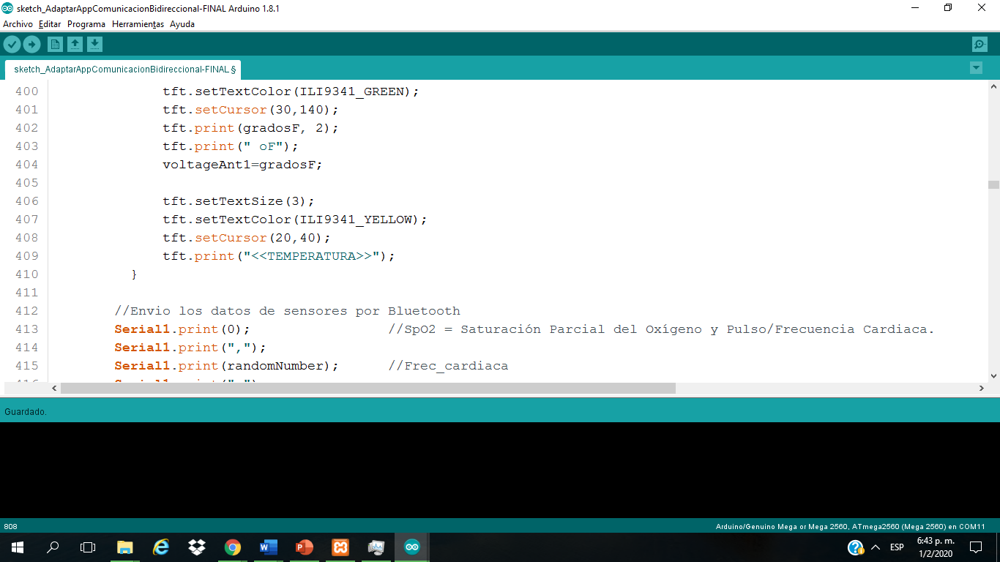 sketch_AdaptarAppComunicacionBidireccional-FINAL Arduino 1.8.1
Archivo Editar Programa Herramientas Ayuda
sketch_AdaptarAppComunicacionBidireccional-FINAL §
400 tft.setTextColor(ILI9341_GREEN);
401 tft.setCursor(30,140);
402 tft.print(gradosF, 2);
403 tft.print(" oF");
404 voltageAnt1=gradosF;
405
406 tft.setTextSize(3);
407 tft.setTextColor(ILI9341_YELLOW);
408 tft.setCursor(20,40);
409 tft.print("<<TEMPERATURA>>");
410 }
411
412 //Envio los datos de sensores por Bluetooth
413 Serial1.print(0); //SpO2 = Saturación Parcial del Oxígeno y Pulso/Frecuencia Cardiaca.
414 Serial1.print(",");
415 Serial1.print(randomNumber); //Frec_cardiaca
Guardado.
808 Arduino/Genuino Mega or Mega 2560, ATmega2560 (Mega 2560) en COM11
ESP
6:43 p. m.
1/2/2020